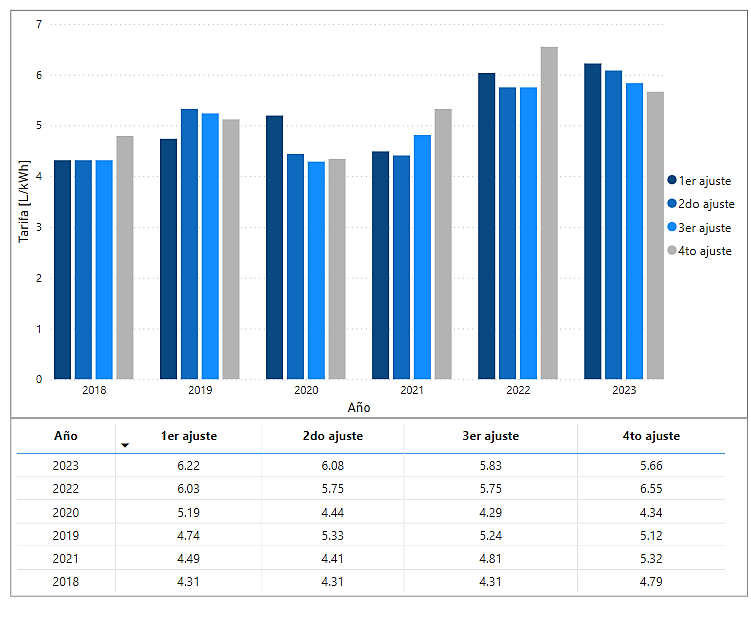 7
6
5
4
3
2
1
0
Tarifa [L/kWh]
2018 2019 2020 2021 2022 2023
Año
1er ajuste
2do ajuste
3er ajuste
4to ajuste
Año 1er ajuste 2do ajuste 3er ajuste 4to ajuste
2023 6.22 6.08 5.83 5.66
2022 6.03 5.75 5.75 6.55
2020 5.19 4.44 4.29 4.34
2019 4.74 5.33 5.24 5.12
2021 4.49 4.41 4.81 5.32
2018 4.31 4.31 4.31 4.79